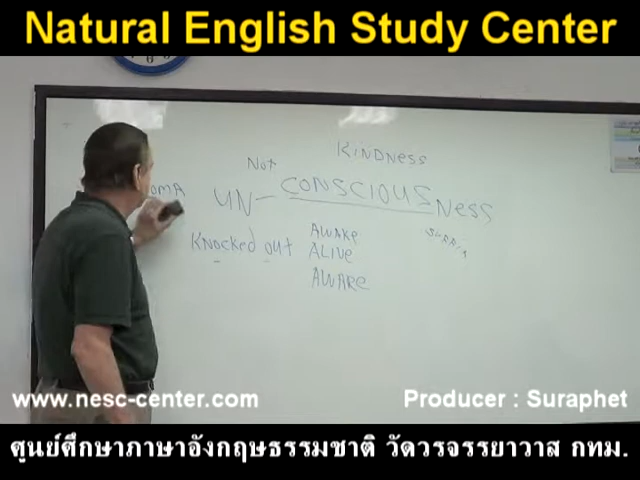 Natural English Study Center
KINDNess
Not
UN- CONSCIOUSNess
Knocked out
AWAKe
ALIVe
AWARe
www.nesc-center.com
Producer : Suraphet
ศูนย์ศึกษาภาษาอังกฤษธรรมชาติ วัดวรจรรยาวาส กทม.